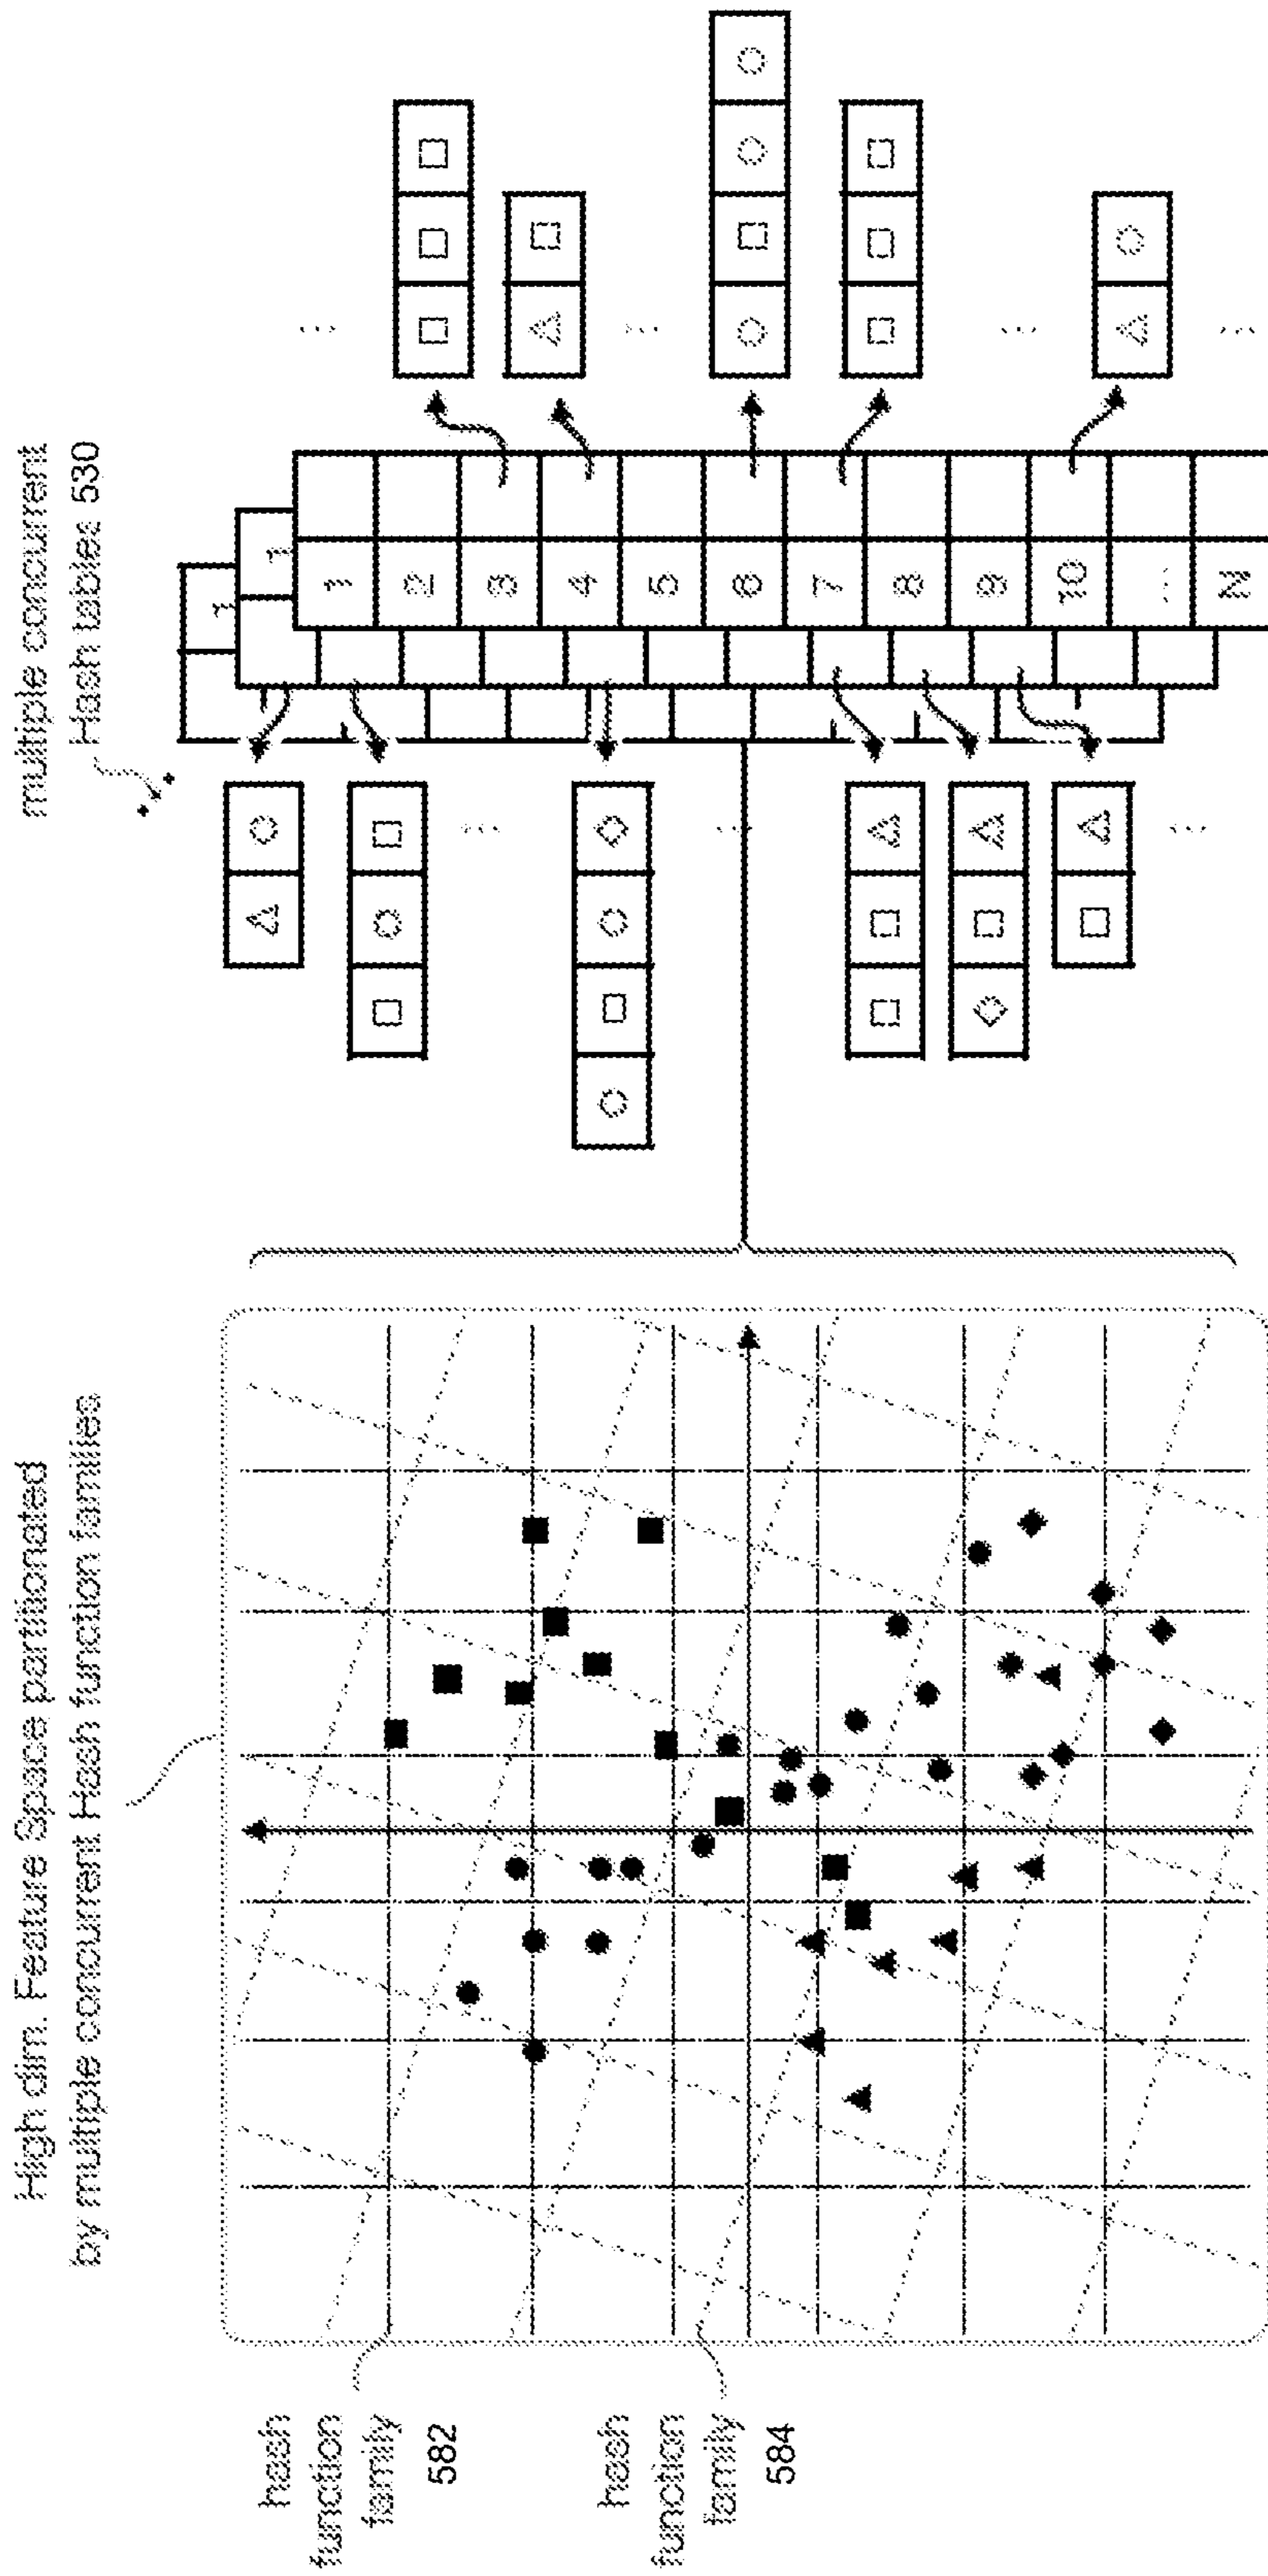 High dim. Feature Space partitionated
by multiple concurrent Hash function families
multiple concurrent
Hash tables 530
hash
function
family
582
hash
function
family
584
1
1
1
2
3
4
5
6
7
8
9
10
...
N